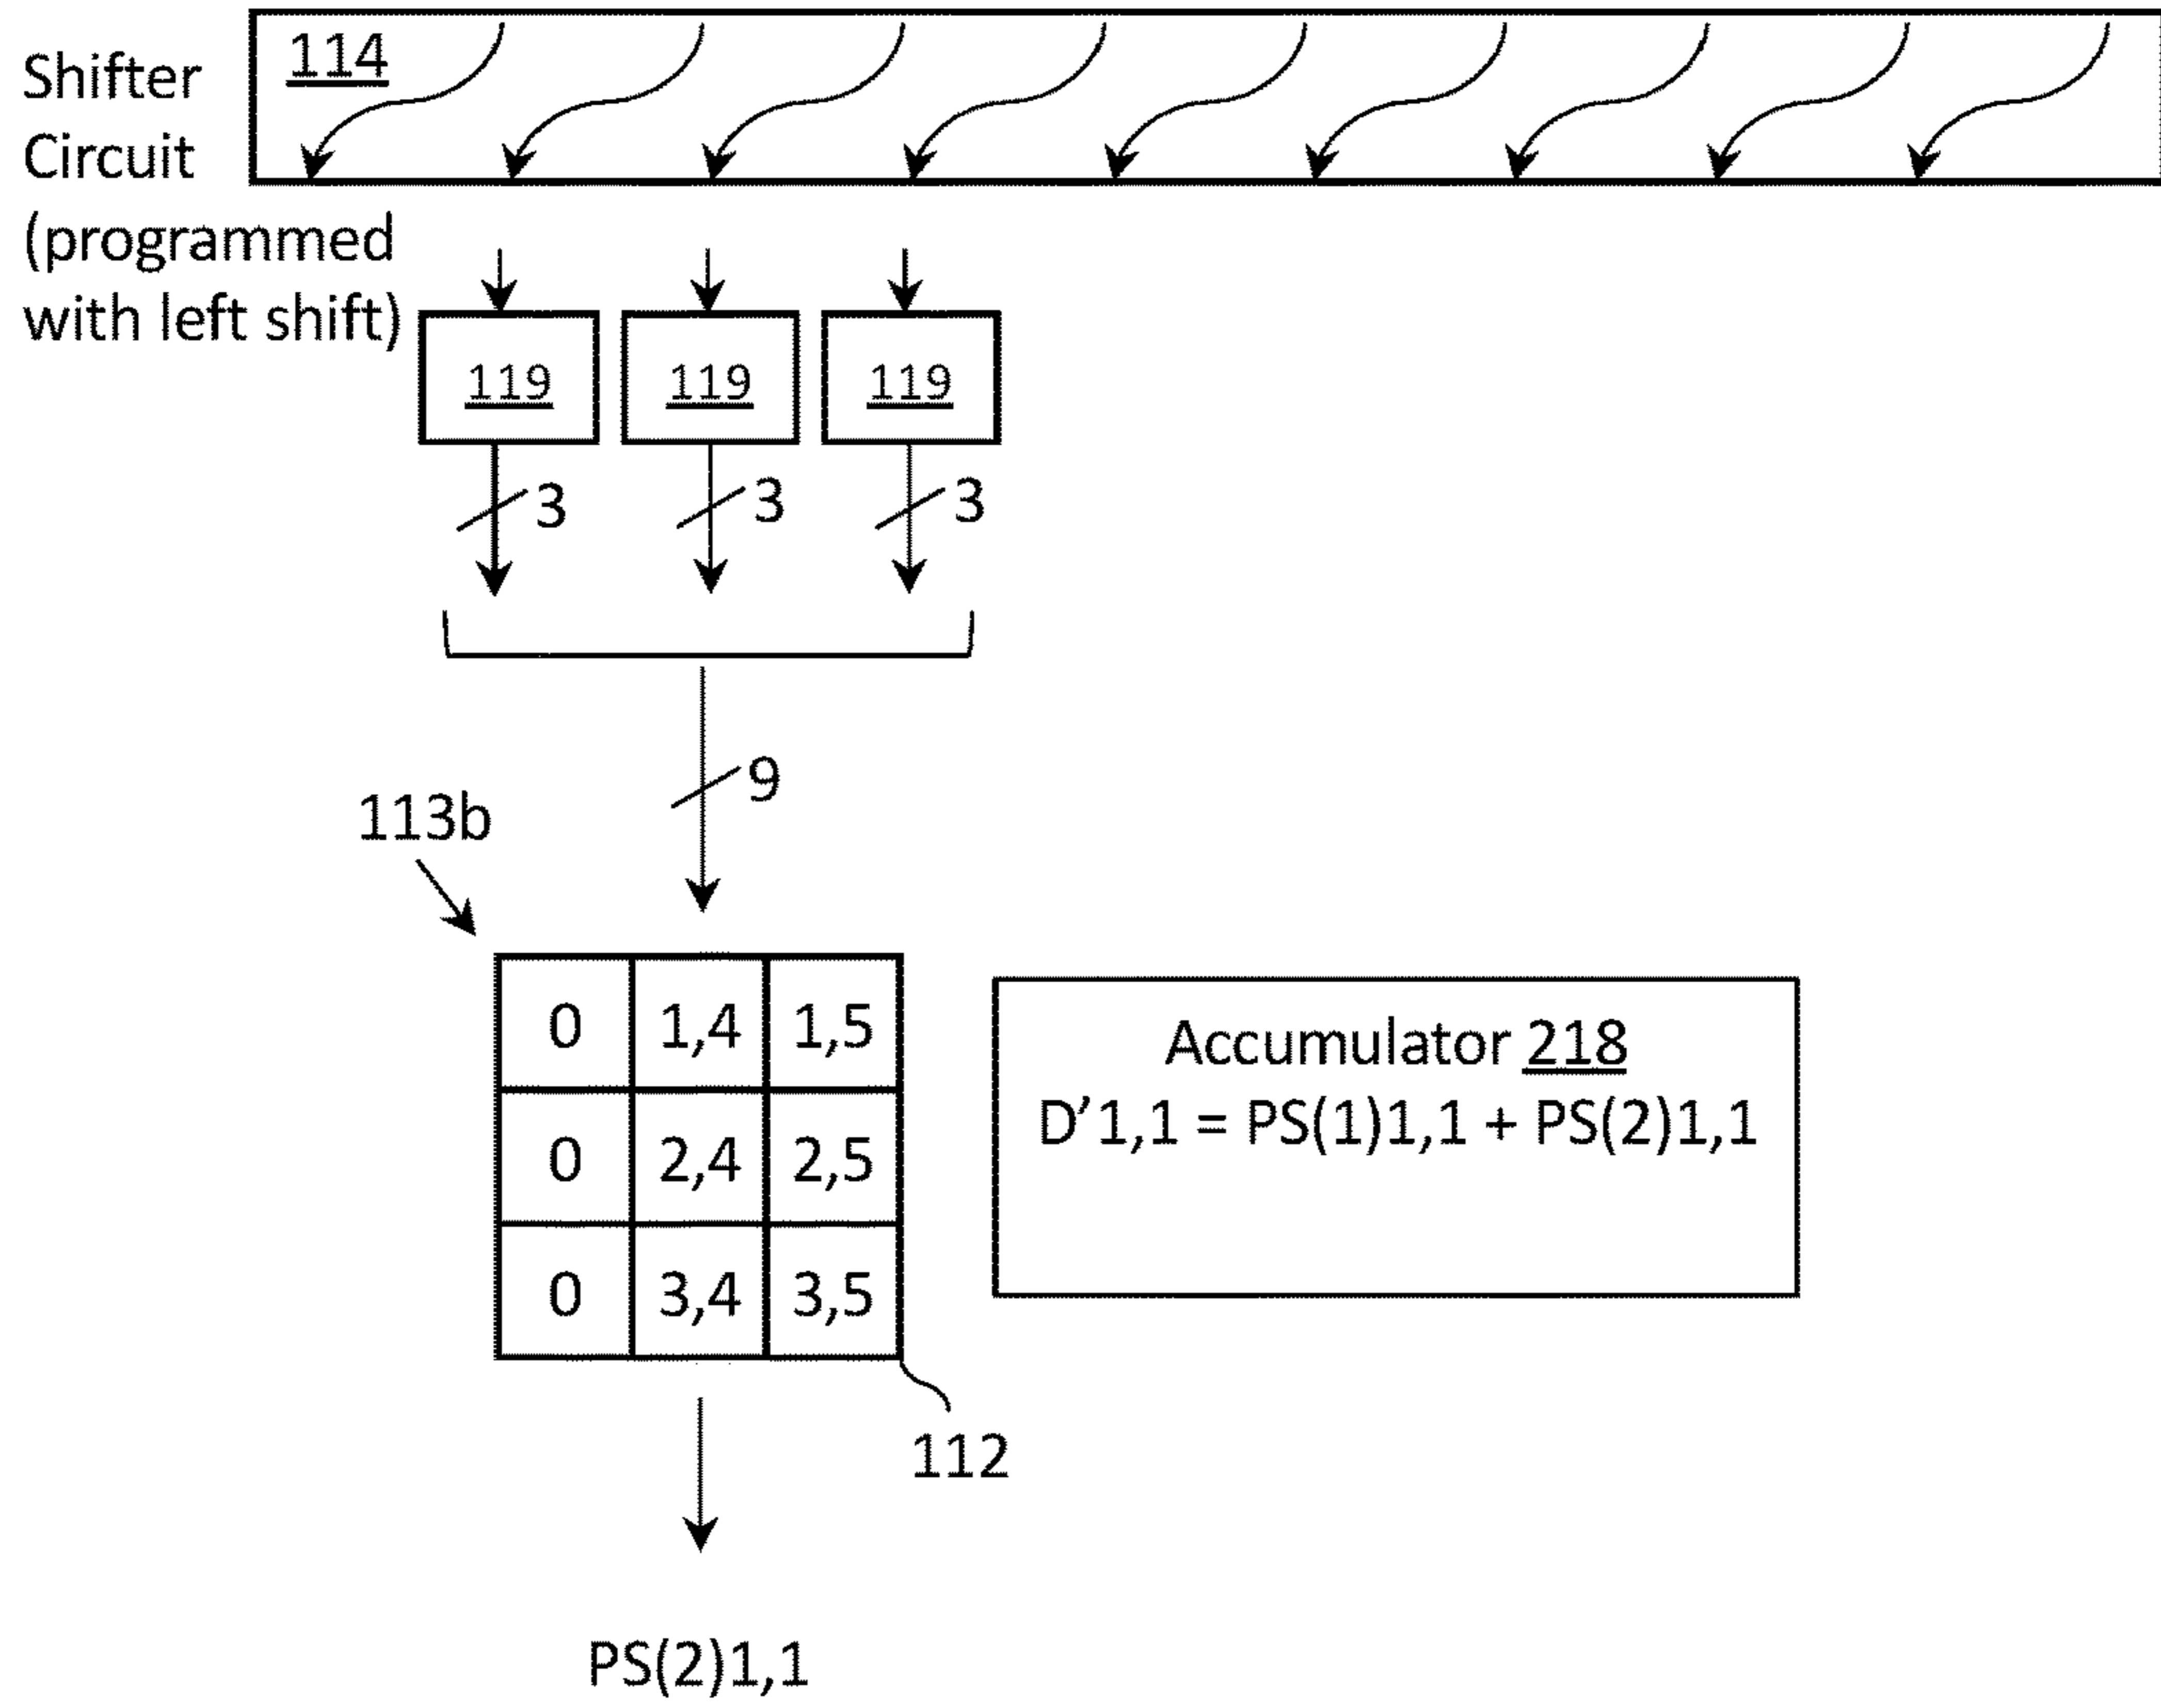 Shifter
Circuit
(programmed
with left shift)
114
119 119 119
3 3 3
9
113b
0 1,4 1,5
0 2,4 2,5
0 3,4 3,5
Accumulator 218
D’1,1 = PS(1)1,1 + PS(2)1,1
112
PS(2)1,1